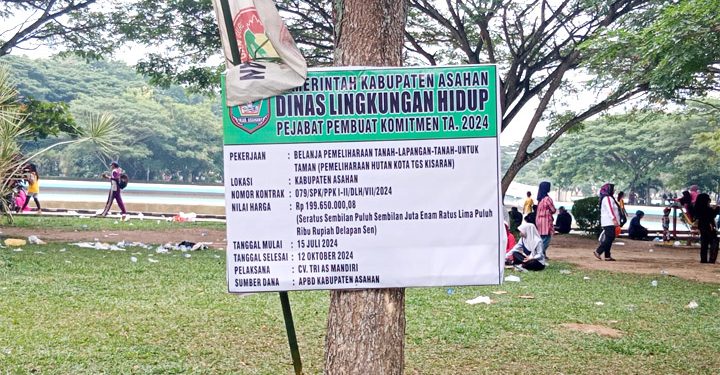 PEMERINTAH KABUPATEN ASAHAN
DINAS LINGKUNGAN HIDUP
PEJABAT PEMBUAT KOMITMEN TA. 2024
PEKERJAAN : BELANJA PEMELIHARAAN TANAH-LAPANGAN-TANAH-UNTUK
TAMAN (PEMELIHARAAN HUTAN KOTA TGS KISARAN)
LOKASI : KABUPATEN ASAHAN
NOMOR KONTRAK : 079/SPK/PPK I-II/DLH/VII/2024
NILAI HARGA : Rp 199.650.000,08
(Seratus Sembilan Puluh Sembilan Juta Enam Ratus Lima Puluh
Ribu Rupiah Delapan Sen)
TANGGAL MULAI : 15 JULI 2024
TANGGAL SELESAI : 12 OKTOBER 2024
PELAKSANA : CV. TRI AS MANDIRI
SUMBER DANA : APBD KABUPATEN ASAHAN